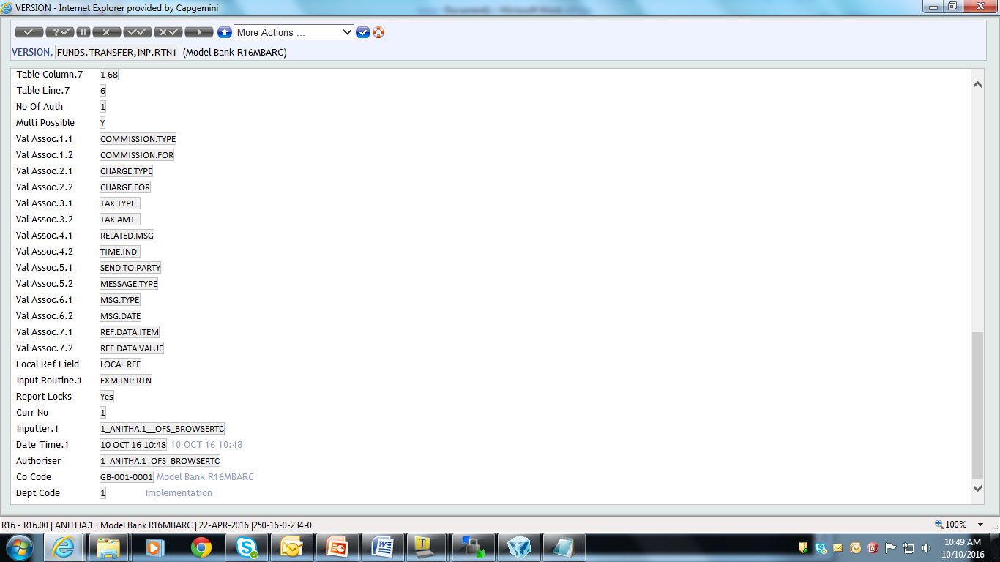 VERSION - Internet Explorer provided by Capgemini
More Actions ...
VERSION, FUNDS.TRANSFER,INP.RTN1 (Model Bank R16MBARC)
Table Column.7 1 68
Table Line.7 6
No Of Auth 1
Multi Possible Y
Val Assoc.1.1 COMMISSION.TYPE
Val Assoc.1.2 COMMISSION.FOR
Val Assoc.2.1 CHARGE.TYPE
Val Assoc.2.2 CHARGE.FOR
Val Assoc.3.1 TAX.TYPE
Val Assoc.3.2 TAX.AMT
Val Assoc.4.1 RELATED.MSG
Val Assoc.4.2 TIME.IND
Val Assoc.5.1 SEND.TO.PARTY
Val Assoc.5.2 MESSAGE.TYPE
Val Assoc.6.1 MSG.TYPE
Val Assoc.6.2 MSG.DATE
Val Assoc.7.1 REF.DATA.ITEM
Val Assoc.7.2 REF.DATA.VALUE
Local Ref Field LOCAL.REF
Input Routine.1 EXM.INP.RTN
Report Locks Yes
Curr No 1
Inputter.1 1_ANITHA.1__OFS_BROWSERTC
Date Time.1 10 OCT 16 10:48 10 OCT 16 10:48
Authoriser 1_ANITHA.1_OFS_BROWSERTC
Co Code GB-001-0001 Model Bank R16MBARC
Dept Code 1 Implementation
R16 - R16.00 | ANITHA.1 | Model Bank R16MBARC | 22-APR-2016 |250-16-0-234-0
100%
10:49 AM
10/10/2016